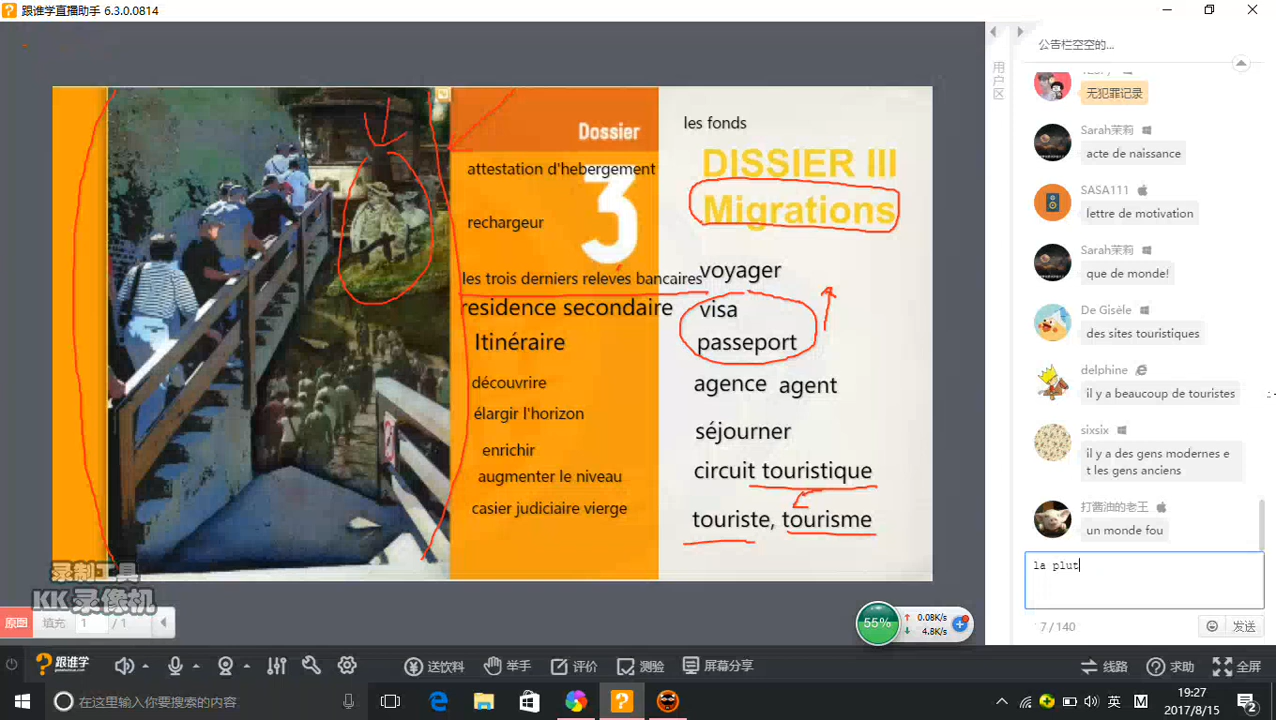 跟谁学直播助手 6.3.0.0814
Dossier
3
attestation d'hebergement
rechargeur
les trois derniers relevés bancaires
residence secondaire
Itinéraire
découvrire
élargir l'horizon
enrichir
augmenter le niveau
casier judiciaire vierge
les fonds
DISSIER III
Migrations
voyager
visa
passeport
agence agent
séjourner
circuit touristique
touriste, tourisme
录制工具
KK 录像机
原图 填充 1 / 1
55% 0.08K/s
4.8K/s
用户区
公告栏空空的...
无犯罪记录
Sarah茉莉
acte de naissance
SASA111
lettre de motivation
Sarah茉莉
que de monde!
De Gisèle
des sites touristiques
delphine
il y a beaucoup de touristes
sixsix
il y a des gens modernes e
t les gens anciens
打酱油的老王
un monde fou
la plut
7 / 140 发送
跟谁学 送饮料 举手 评价 测验 屏幕分享 线路 求助 全屏
在这里输入你要搜索的内容
英 M 19:27
2017/8/15 2